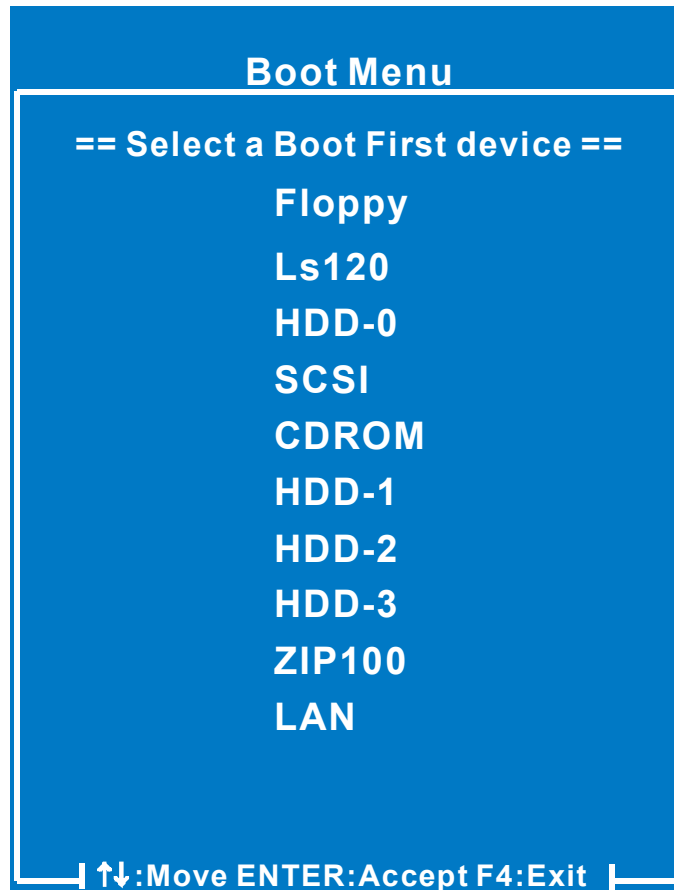 Boot Menu
== Select a Boot First device ==
Floppy
Ls120
HDD-0
SCSI
CDROM
HDD-1
HDD-2
HDD-3
ZIP100
LAN
↑↓:Move ENTER:Accept F4:Exit